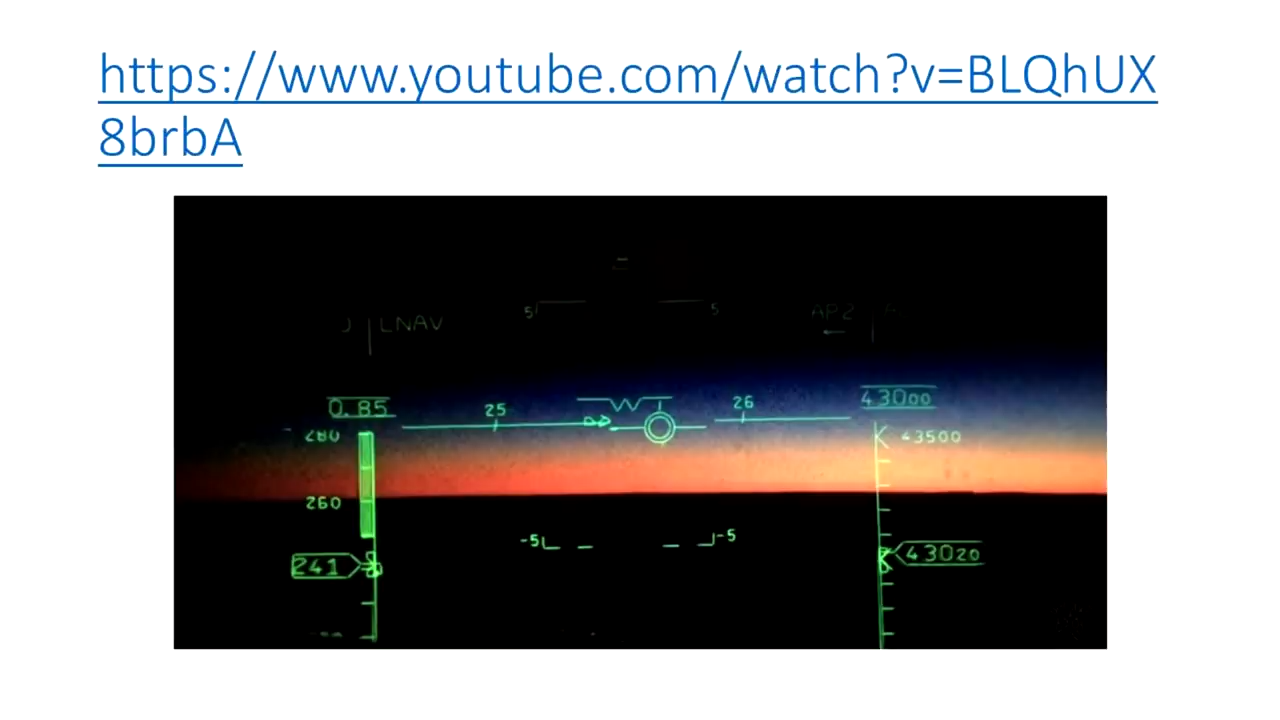 https://www.youtube.com/watch?v=BLQhUX
8brbA
5 5
LNAV AP2
0.85 25 26 43000
280 43500
260
-5 -5
241 43020